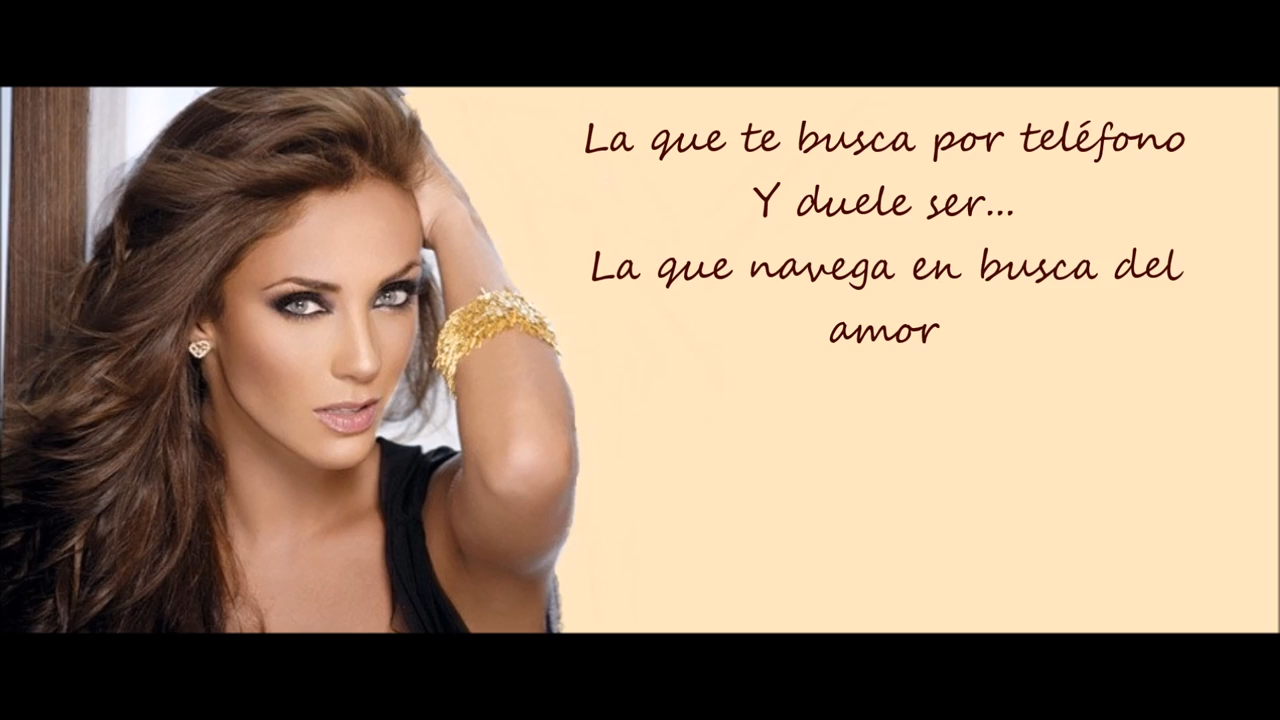 La que te busca por teléfono
Y duele ser...
La que navega en busca del
amor